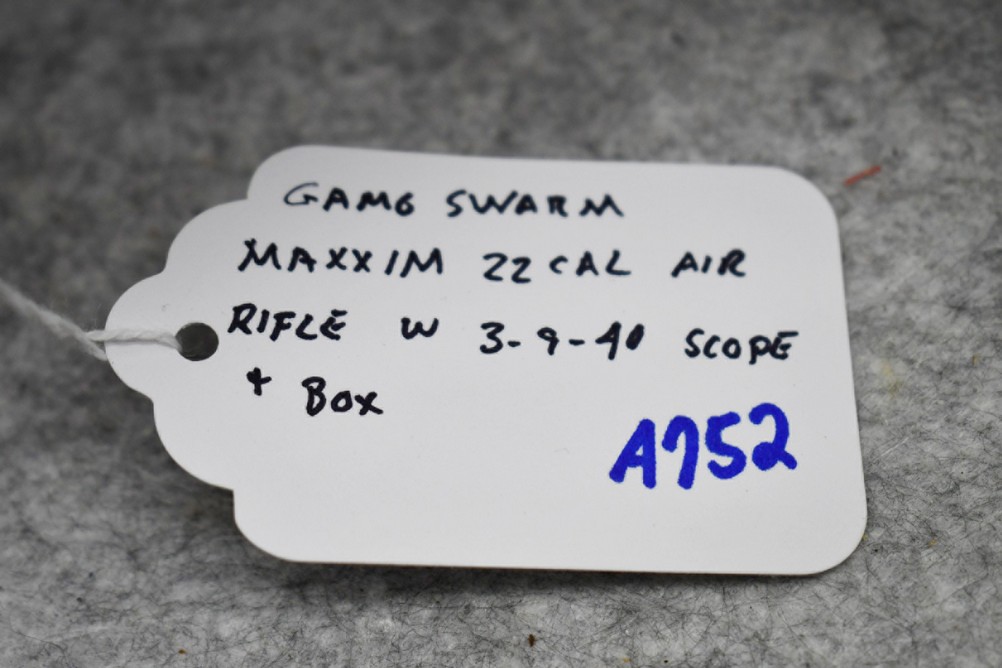 GAMO SWARM
MAXXIM 22 CAL AIR
RIFLE W 3-9-40 SCOPE
+ BOX
A752